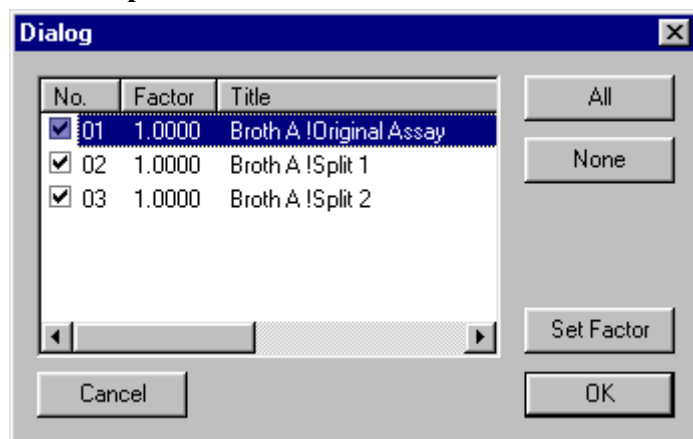 Dialog
No. Factor Title
01 1.0000 Broth A !Original Assay
02 1.0000 Broth A !Split 1
03 1.0000 Broth A !Split 2
All
None
Set Factor
Cancel
OK